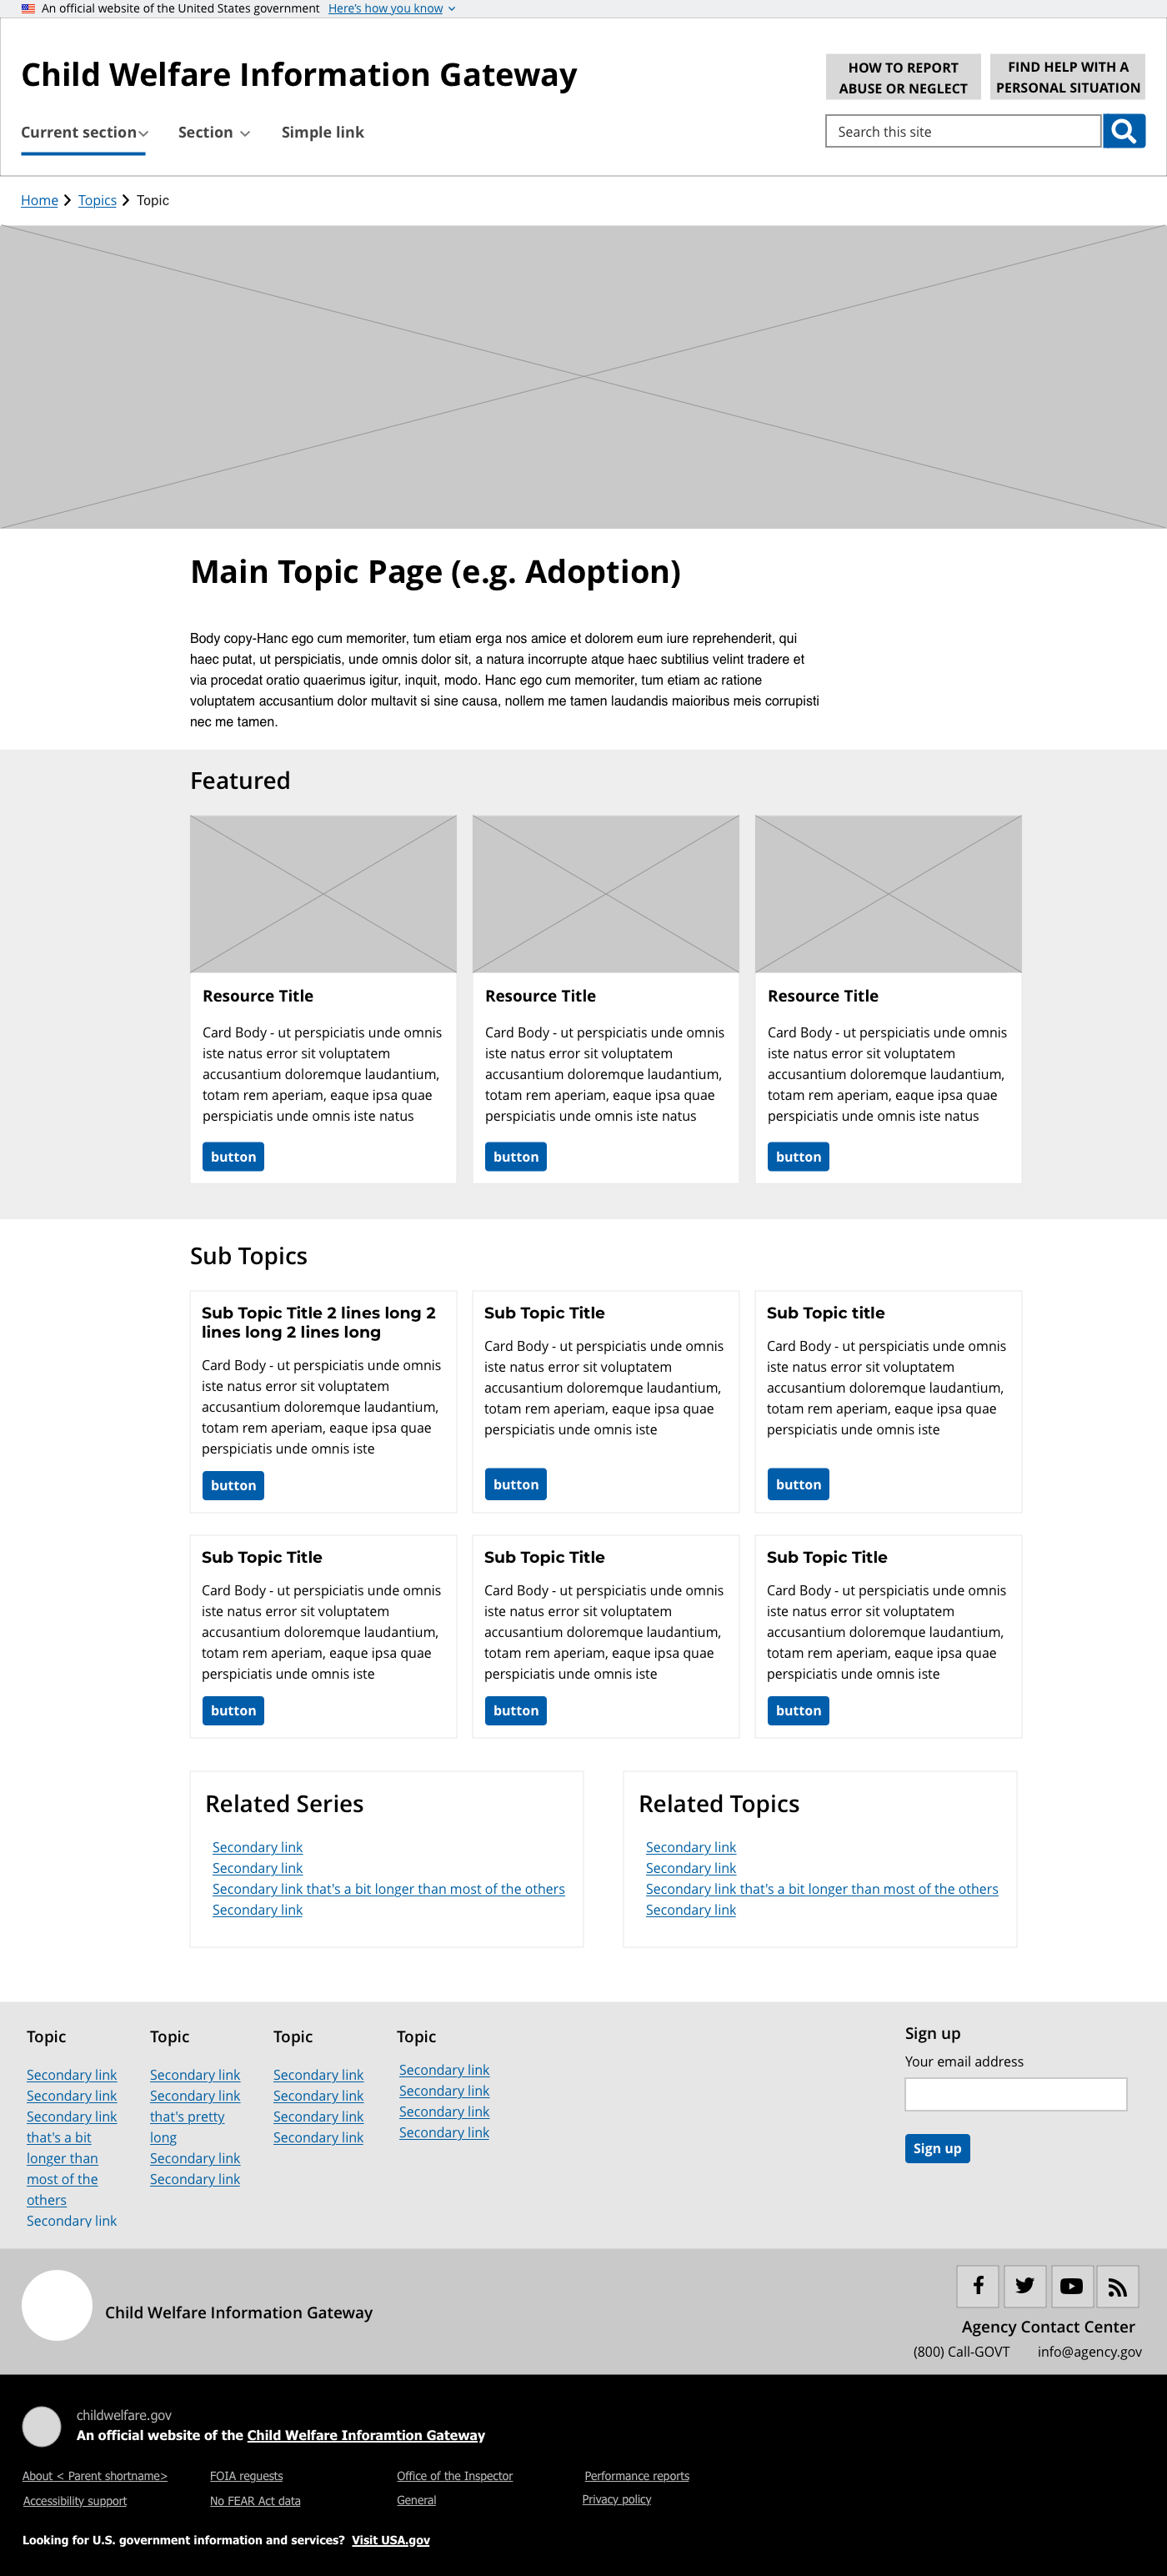 An official website of the United States government Here's how you know
Child Welfare Information Gateway
HOW TO REPORT
ABUSE OR NEGLECT
FIND HELP WITH A
PERSONAL SITUATION
Current section
Section
Simple link
Search this site
Home
Topics
Topic
Main Topic Page (e.g. Adoption)
Body copy-Hanc ego cum memoriter, tum etiam erga nos amice et dolorem eum iure reprehenderit, qui
haec putat, ut perspiciatis, unde omnis dolor sit, a natura incorrupte atque haec subtilius velint tradere et
via procedat oratio quaerimus igitur, inquit, modo. Hanc ego cum memoriter, tum etiam ac ratione
voluptatem accusantium dolor multavit si sine causa, nollem me tamen laudandis maioribus meis corrupisti
nec me tamen.
Featured
Resource Title
Card Body - ut perspiciatis unde omnis
iste natus error sit voluptatem
accusantium doloremque laudantium,
totam rem aperiam, eaque ipsa quae
perspiciatis unde omnis iste natus
button
Resource Title
Card Body - ut perspiciatis unde omnis
iste natus error sit voluptatem
accusantium doloremque laudantium,
totam rem aperiam, eaque ipsa quae
perspiciatis unde omnis iste natus
button
Resource Title
Card Body - ut perspiciatis unde omnis
iste natus error sit voluptatem
accusantium doloremque laudantium,
totam rem aperiam, eaque ipsa quae
perspiciatis unde omnis iste natus
button
Sub Topics
Sub Topic Title 2 lines long 2
lines long 2 lines long
Card Body - ut perspiciatis unde omnis
iste natus error sit voluptatem
accusantium doloremque laudantium,
totam rem aperiam, eaque ipsa quae
perspiciatis unde omnis iste
button
Sub Topic Title
Card Body - ut perspiciatis unde omnis
iste natus error sit voluptatem
accusantium doloremque laudantium,
totam rem aperiam, eaque ipsa quae
perspiciatis unde omnis iste
button
Sub Topic title
Card Body - ut perspiciatis unde omnis
iste natus error sit voluptatem
accusantium doloremque laudantium,
totam rem aperiam, eaque ipsa quae
perspiciatis unde omnis iste
button
Sub Topic Title
Card Body - ut perspiciatis unde omnis
iste natus error sit voluptatem
accusantium doloremque laudantium,
totam rem aperiam, eaque ipsa quae
perspiciatis unde omnis iste
button
Sub Topic Title
Card Body - ut perspiciatis unde omnis
iste natus error sit voluptatem
accusantium doloremque laudantium,
totam rem aperiam, eaque ipsa quae
perspiciatis unde omnis iste
button
Sub Topic Title
Card Body - ut perspiciatis unde omnis
iste natus error sit voluptatem
accusantium doloremque laudantium,
totam rem aperiam, eaque ipsa quae
perspiciatis unde omnis iste
button
Related Series
Secondary link
Secondary link
Secondary link that's a bit longer than most of the others
Secondary link
Related Topics
Secondary link
Secondary link
Secondary link that's a bit longer than most of the others
Secondary link
Topic
Secondary link
Secondary link
Secondary link
that's a bit
longer than
most of the
others
Secondary link
Topic
Secondary link
Secondary link
that's pretty
long
Secondary link
Secondary link
Topic
Secondary link
Secondary link
Secondary link
Secondary link
Topic
Secondary link
Secondary link
Secondary link
Secondary link
Sign up
Your email address
Sign up
Child Welfare Information Gateway
Agency Contact Center
(800) Call-GOVT
info@agency.gov
childwelfare.gov
An official website of the Child Welfare Inforamtion Gateway
About < Parent shortname>
FOIA requests
Office of the Inspector
Performance reports
Accessibility support
No FEAR Act data
General
Privacy policy
Looking for U.S. government information and services? Visit USA.gov